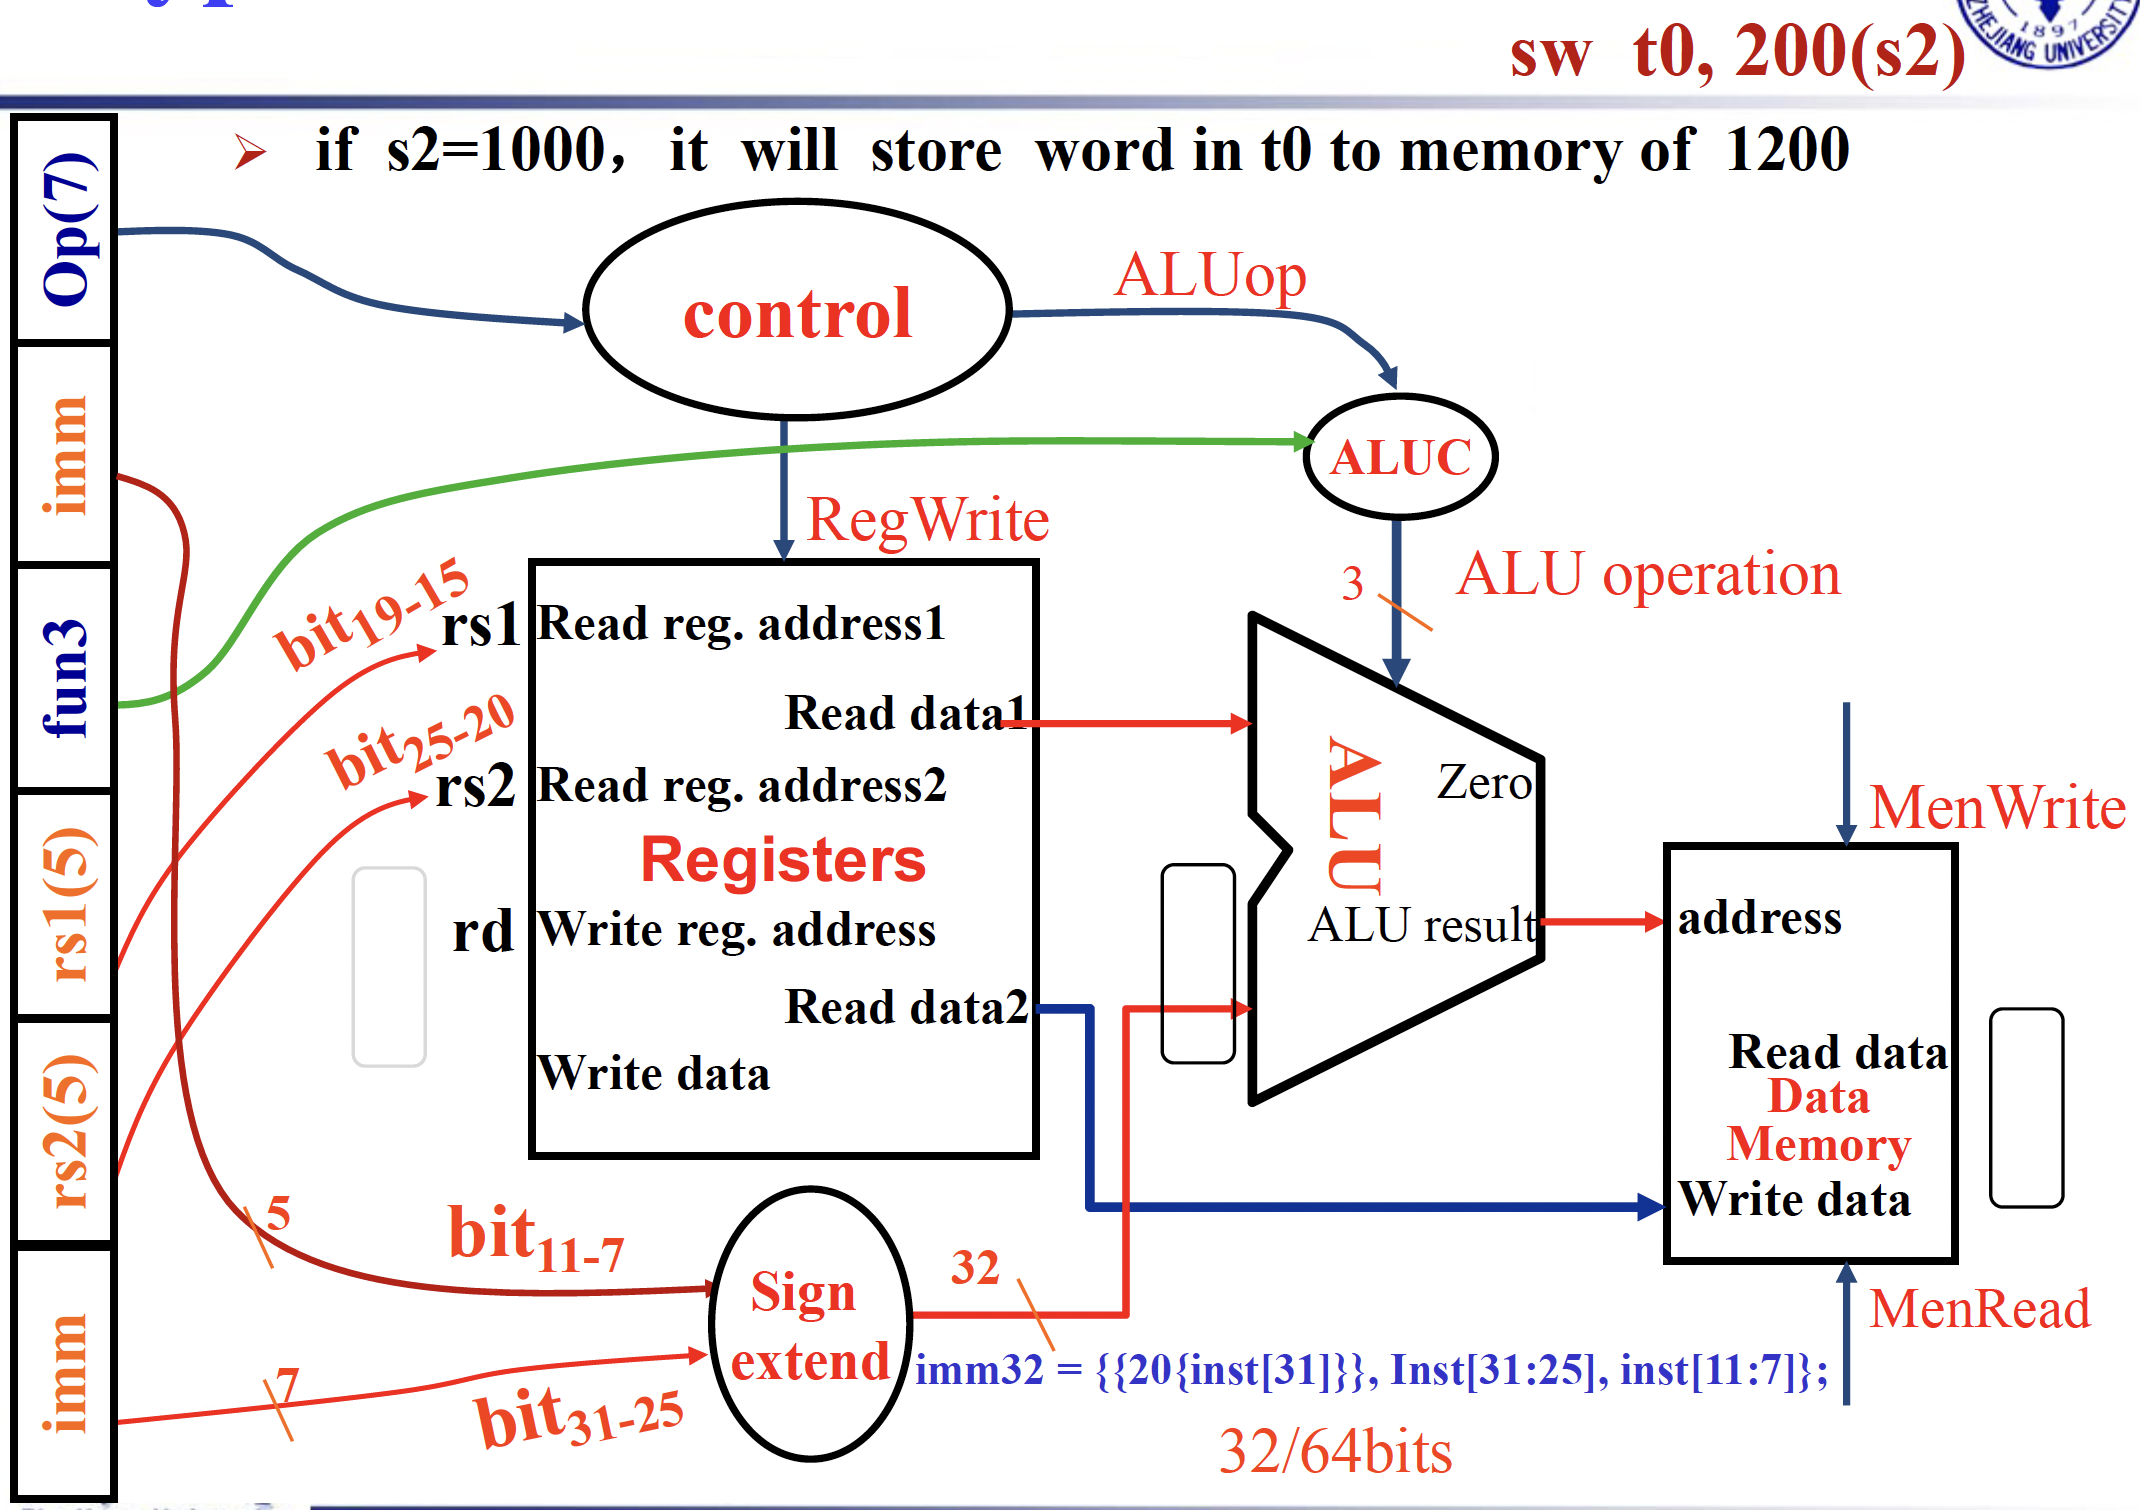 sw t0, 200(s2)
1897
ZHEJIANG UNIVERSITY
➢ if s2=1000， it will store word in t0 to memory of 1200
Op(7)
imm
fun3
rs1(5)
rs2(5)
imm
control
ALUop
ALUC
RegWrite
3
ALU operation
bit19-15
rs1
Read reg. address1
Read data1
bit25-20
rs2
Read reg. address2
Registers
rd
Write reg. address
Read data2
Write data
ALU
Zero
ALU result
MenWrite
address
Read data
Data
Memory
Write data
MenRead
5
bit11-7
Sign
extend
32
7
bit31-25
imm32 = {{20{inst[31]}}, Inst[31:25], inst[11:7]};
32/64bits